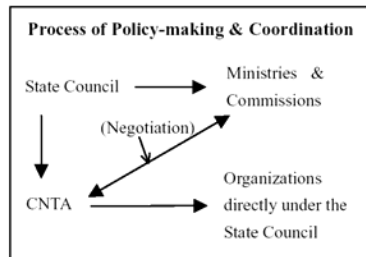 Process of Policy-making & Coordination
State Council
Ministries &
Commissions
(Negotiation)
CNTA
Organizations
directly under the
State Council